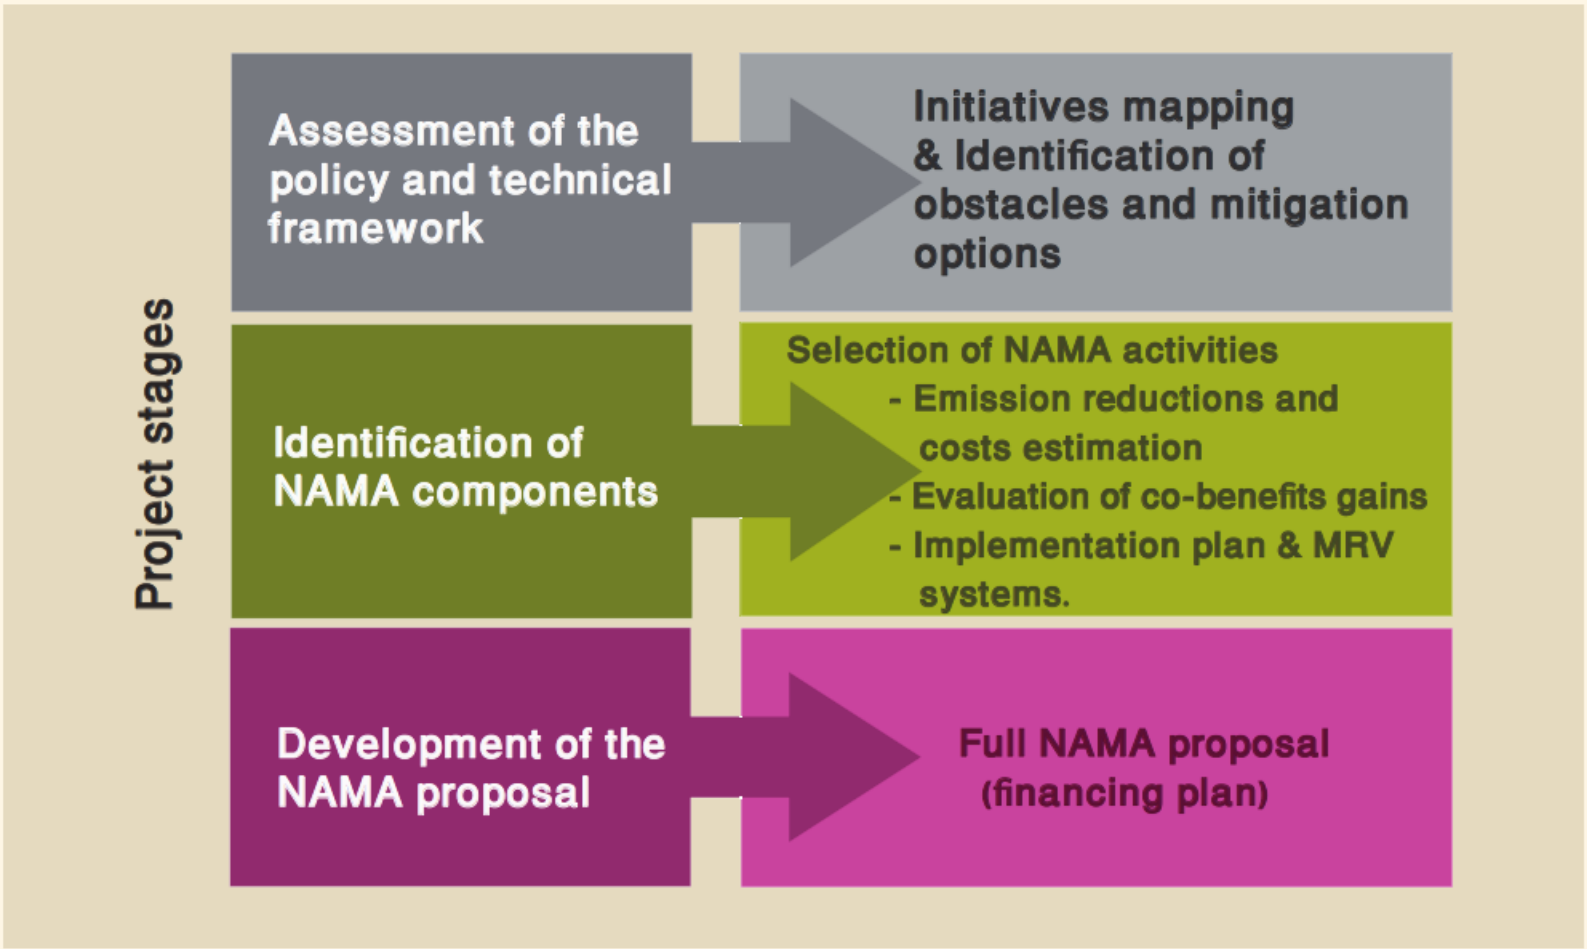 Project stages
Assessment of the
policy and technical
framework
Initiatives mapping
& Identification of
obstacles and mitigation
options
Identification of
NAMA components
Selection of NAMA activities
- Emission reductions and
costs estimation
- Evaluation of co-benefits gains
- Implementation plan & MRV
systems.
Development of the
NAMA proposal
Full NAMA proposal
(financing plan)